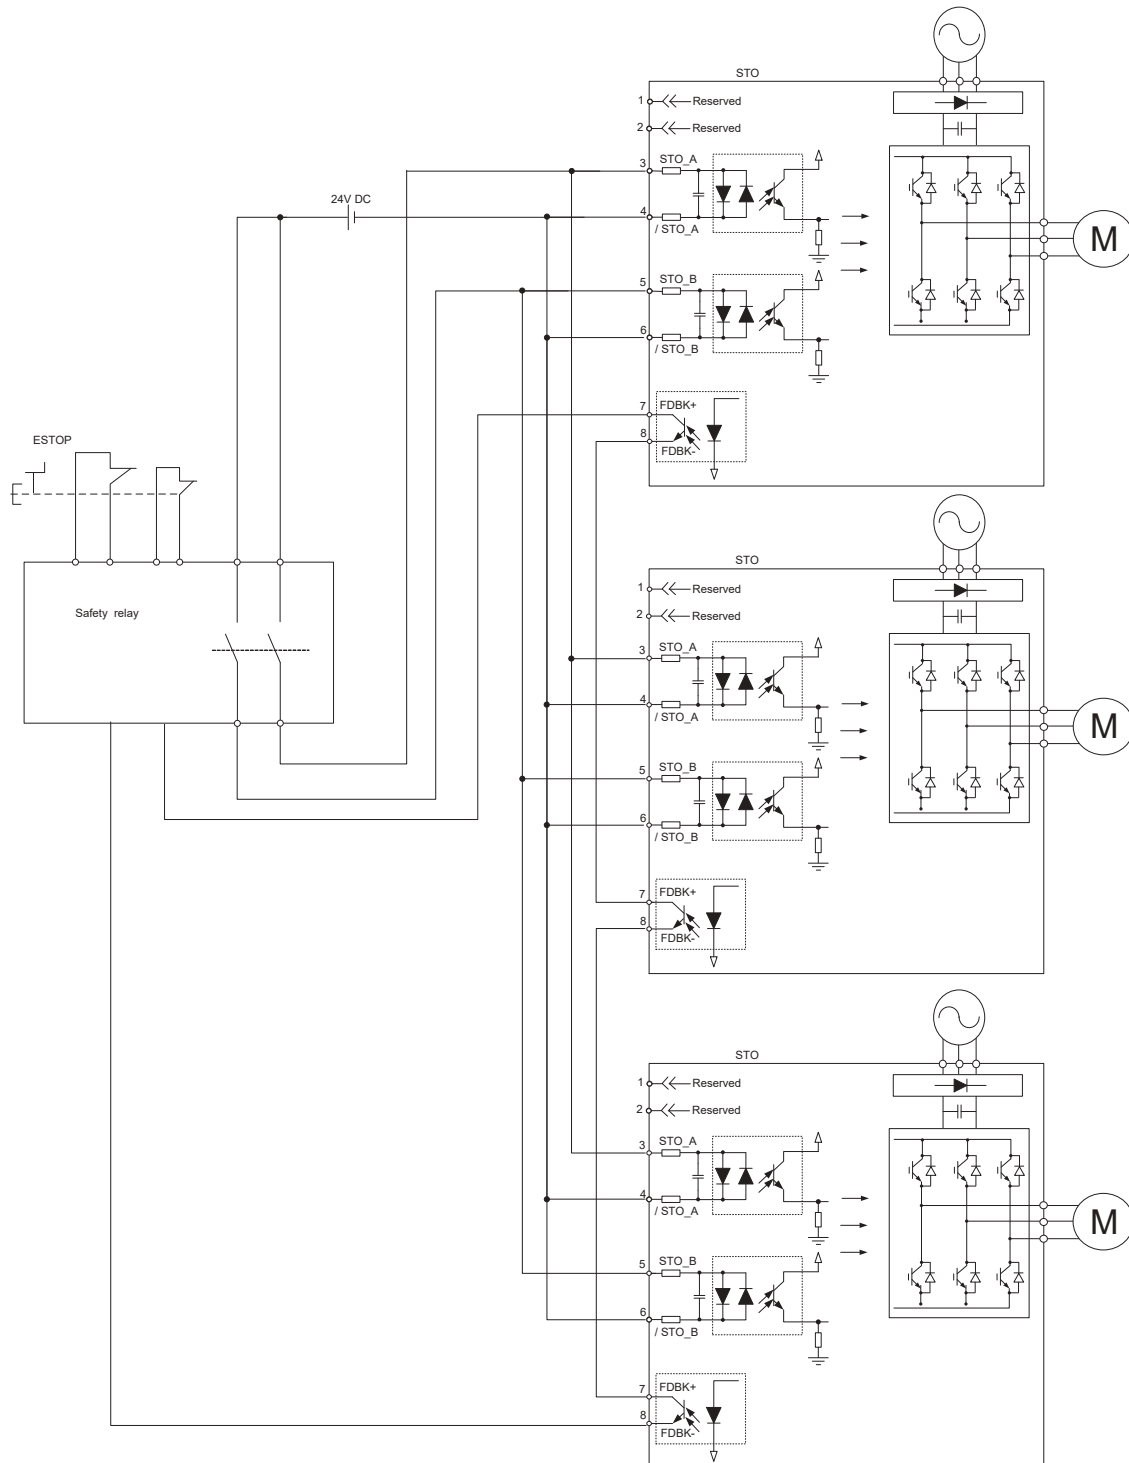 STO
1
Reserved
2
Reserved
3
STO_A
24V DC
4
/ STO_A
M
5
STO_B
6
/ STO_B
7
FDBK+
8
FDBK-
ESTOP
Safety relay
STO
1
Reserved
2
Reserved
3
STO_A
4
/ STO_A
M
5
STO_B
6
/ STO_B
7
FDBK+
8
FDBK-
STO
1
Reserved
2
Reserved
3
STO_A
4
/ STO_A
M
5
STO_B
6
/ STO_B
7
FDBK+
8
FDBK-